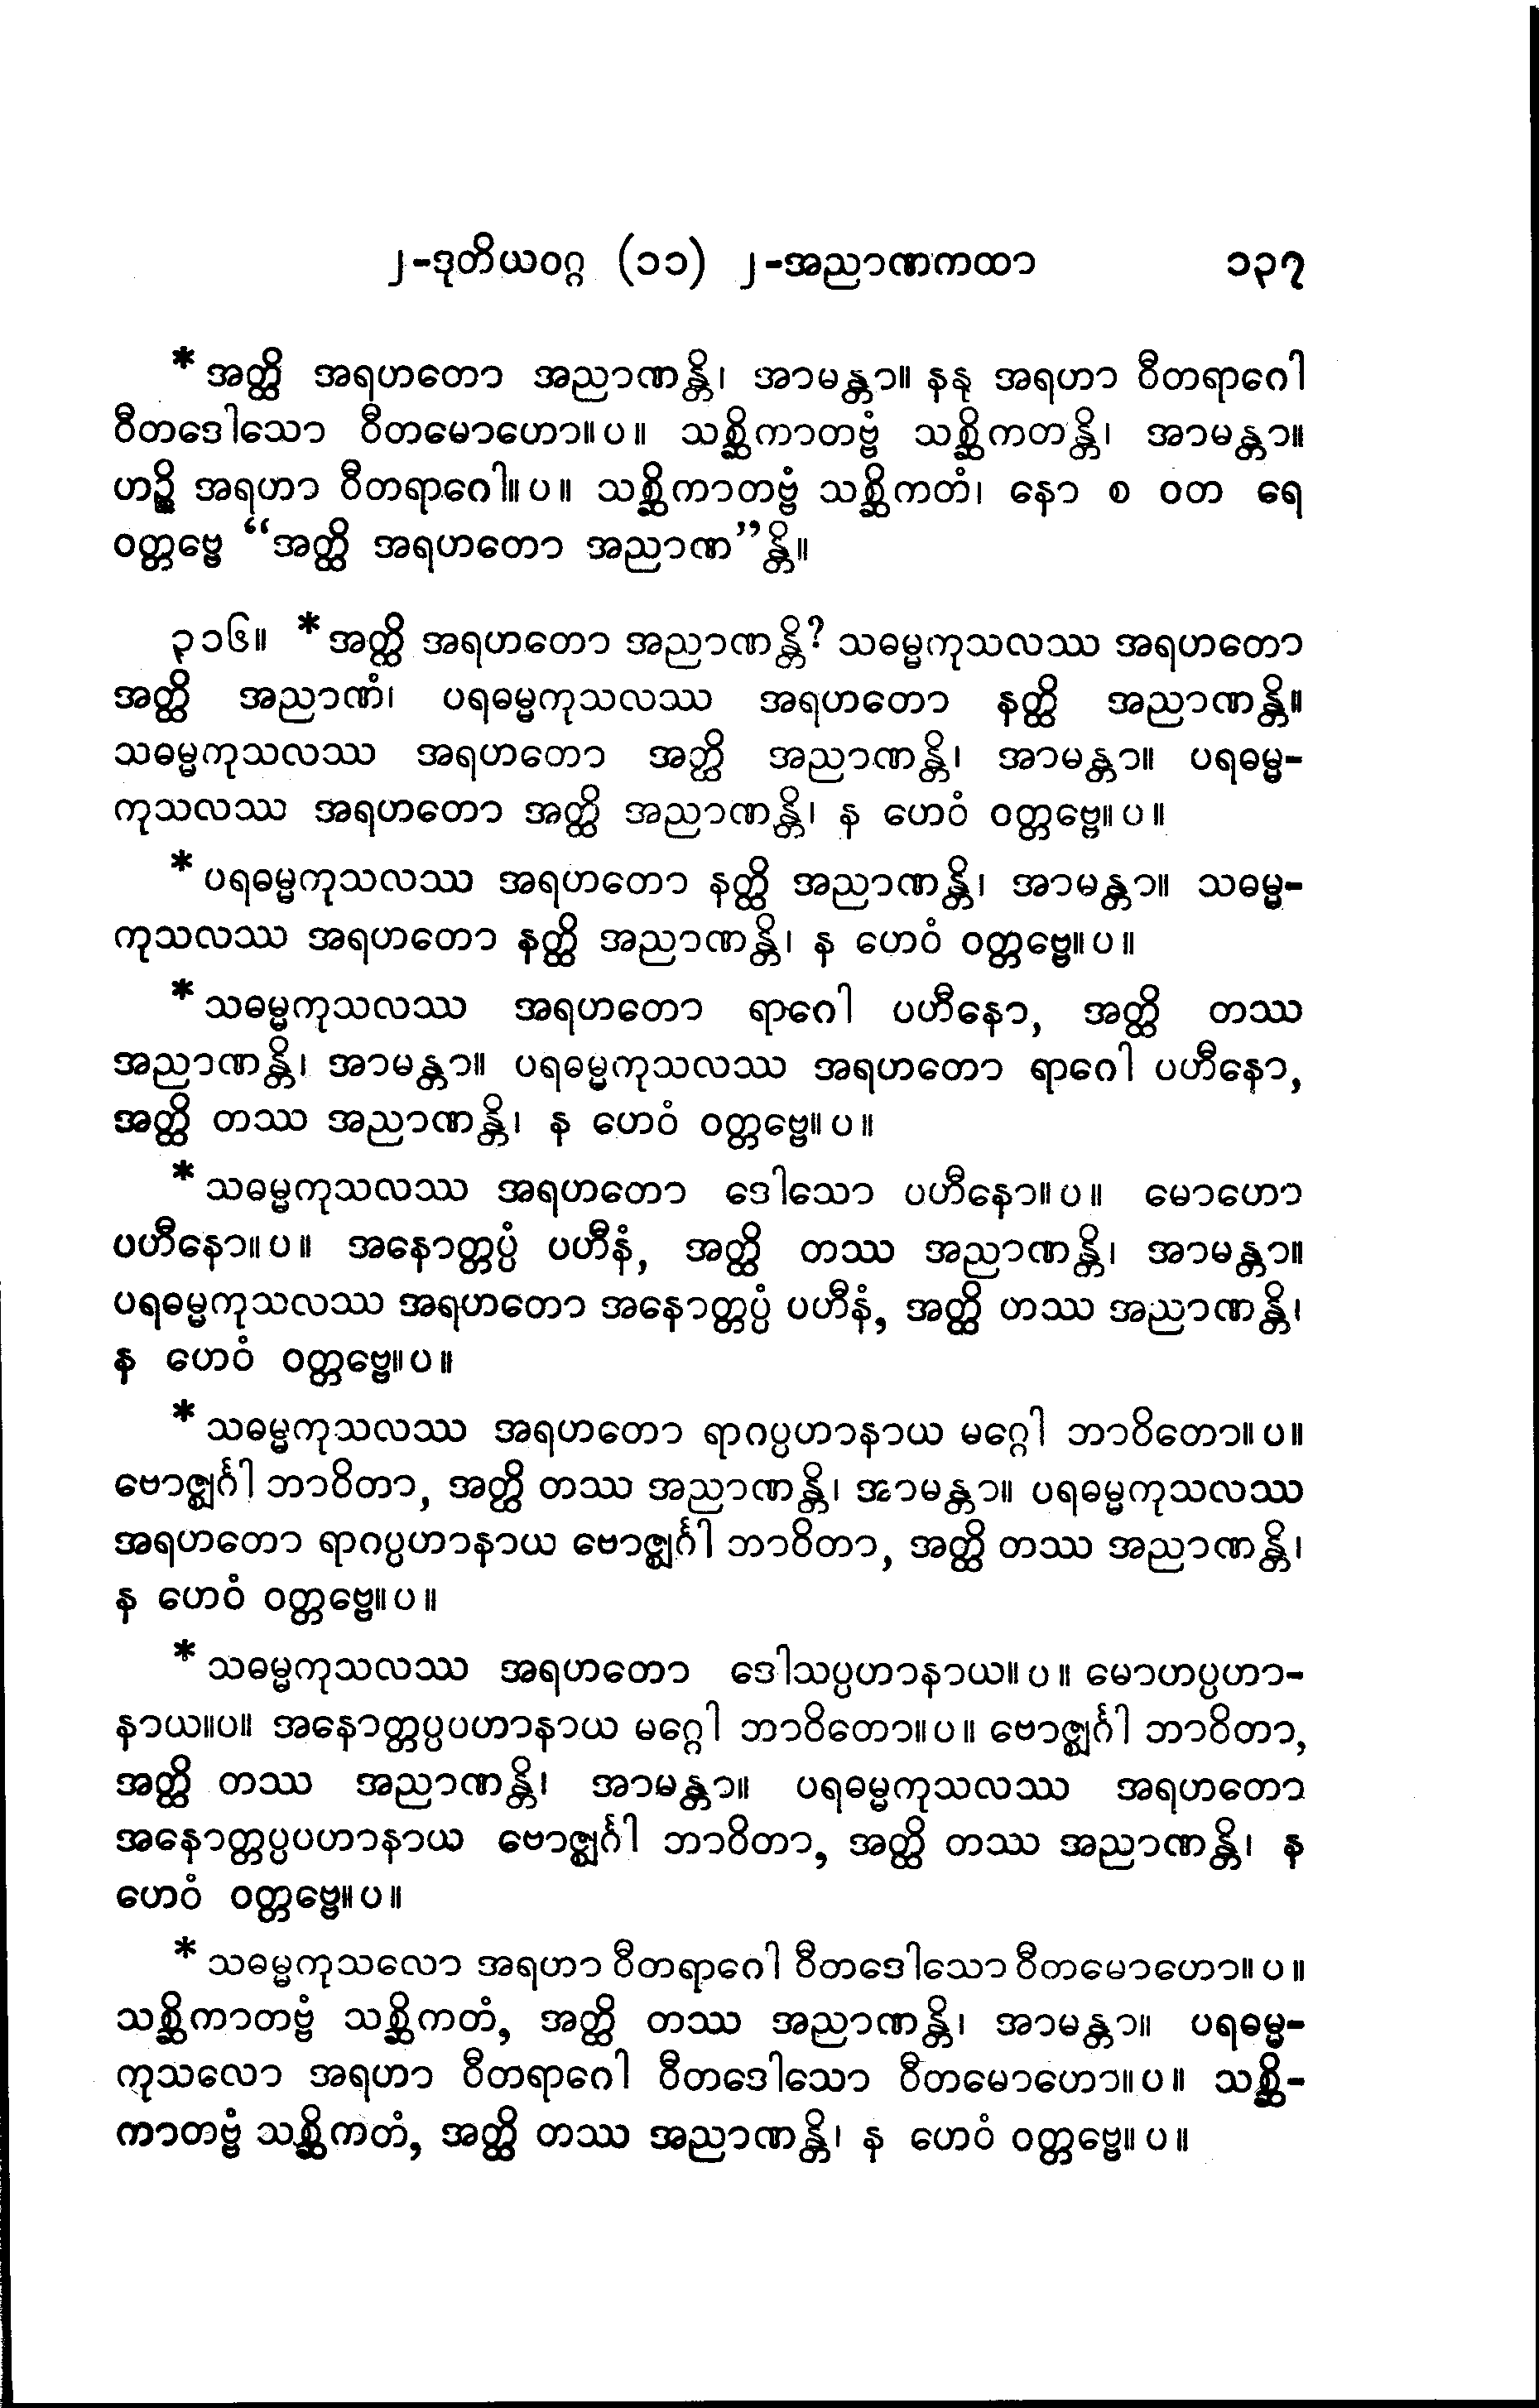 ၂-ဒုတိယဝဂ္ဂ (၁၁) ၂-အညာဏကထာ ၁၃၇
*အတ္ထိ အရဟတော အညာဏန္တိ၊ အာမန္တာ။ နနု အရဟာ ဝီတရာဂေါ
ဝီတဒေါသော ဝီတမောဟော။ပ။ သစ္ဆိကာတဗ္ဗံ သစ္ဆိကတန္တိ၊ အာမန္တာ။
ဟဉ္စိ အရဟာ ဝီတရာဂေါ။ပ။ သစ္ဆိကာတဗ္ဗံ သစ္ဆိကတံ၊ နော စ ဝတ ရေ
ဝတ္တဗ္ဗေ “အတ္ထိ အရဟတော အညာဏ”န္တိ။
၃၁၆။ *အတ္ထိ အရဟတော အညာဏန္တိ? သဓမ္မကုသလဿ အရဟတော
အတ္ထိ အညာဏံ၊ ပရဓမ္မကုသလဿ အရဟတော နတ္ထိ အညာဏန္တိ။
သဓမ္မကုသလဿ အရဟတော အတ္ထိ အညာဏန္တိ၊ အာမန္တာ။ ပရဓမ္မ-
ကုသလဿ အရဟတော အတ္ထိ အညာဏန္တိ၊ န ဟေဝံ ဝတ္တဗ္ဗေ။ပ။
*ပရဓမ္မကုသလဿ အရဟတော နတ္ထိ အညာဏန္တိ၊ အာမန္တာ။ သဓမ္မ-
ကုသလဿ အရဟတော နတ္ထိ အညာဏန္တိ၊ န ဟေဝံ ဝတ္တဗ္ဗေ။ပ။
*သဓမ္မကုသလဿ အရဟတော ရာဂေါ ပဟီနော, အတ္ထိ တဿ
အညာဏန္တိ၊ အာမန္တာ။ ပရဓမ္မကုသလဿ အရဟတော ရာဂေါ ပဟီနော,
အတ္ထိ တဿ အညာဏန္တိ၊ န ဟေဝံ ဝတ္တဗ္ဗေ။ပ။
*သဓမ္မကုသလဿ အရဟတော ဒေါသော ပဟီနော။ပ။ မောဟော
ပဟီနော။ပ။ အနောတ္တပ္ပံ ပဟီနံ, အတ္ထိ တဿ အညာဏန္တိ၊ အာမန္တာ။
ပရဓမ္မကုသလဿ အရဟတော အနောတ္တပ္ပံ ပဟီနံ, အတ္ထိ ဟဿ အညာဏန္တိ၊
န ဟေဝံ ဝတ္တဗ္ဗေ။ပ။
*သဓမ္မကုသလဿ အရဟတော ရာဂပ္ပဟာနာယ မဂ္ဂေါ ဘာဝိတော။ပ။
ဗောဇ္ဈင်္ဂါ ဘာဝိတာ, အတ္ထိ တဿ အညာဏန္တိ၊ အာမန္တာ။ ပရဓမ္မကုသလဿ
အရဟတော ရာဂပ္ပဟာနာယ ဗောဇ္ဈင်္ဂါ ဘာဝိတာ, အတ္ထိ တဿ အညာဏန္တိ၊
န ဟေဝံ ဝတ္တဗ္ဗေ။ပ။
*သဓမ္မကုသလဿ အရဟတော ဒေါသပ္ပဟာနာယ။ပ။ မောဟပ္ပဟာ-
နာယ။ပ။ အနောတ္တပ္ပပဟာနာယ မဂ္ဂေါ ဘာဝိတော။ပ။ ဗောဇ္ဈင်္ဂါ ဘာဝိတာ,
အတ္ထိ တဿ အညာဏန္တိ၊ အာမန္တာ။ ပရဓမ္မကုသလဿ အရဟတော
အနောတ္တပ္ပပဟာနာယ ဗောဇ္ဈင်္ဂါ ဘာဝိတာ, အတ္ထိ တဿ အညာဏန္တိ၊ န
ဟေဝံ ဝတ္တဗ္ဗေ။ပ။
*သဓမ္မကုသလော အရဟာ ဝီတရာဂေါ ဝီတဒေါသော ဝီတမောဟော။ပ။
သစ္ဆိကာတဗ္ဗံ သစ္ဆိကတံ, အတ္ထိ တဿ အညာဏန္တိ၊ အာမန္တာ။ ပရဓမ္မ-
ကုသလော အရဟာ ဝီတရာဂေါ ဝီတဒေါသော ဝီတမောဟော။ပ။ သစ္ဆိ-
ကာတဗ္ဗံ သစ္ဆိကတံ, အတ္ထိ တဿ အညာဏန္တိ၊ န ဟေဝံ ဝတ္တဗ္ဗေ။ပ။